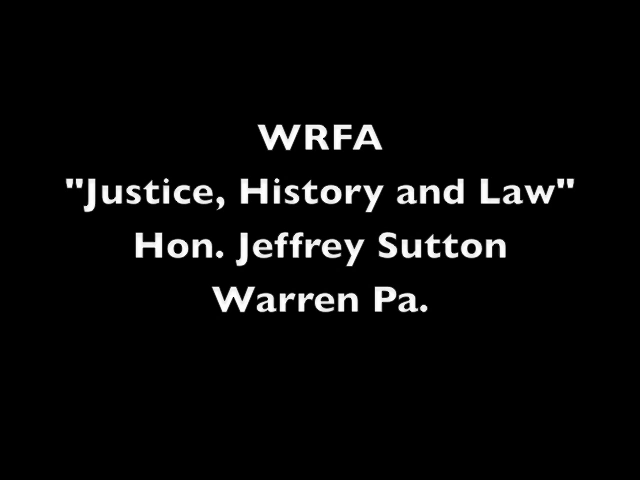 WRFA
"Justice, History and Law"
Hon. Jeffrey Sutton
Warren Pa.